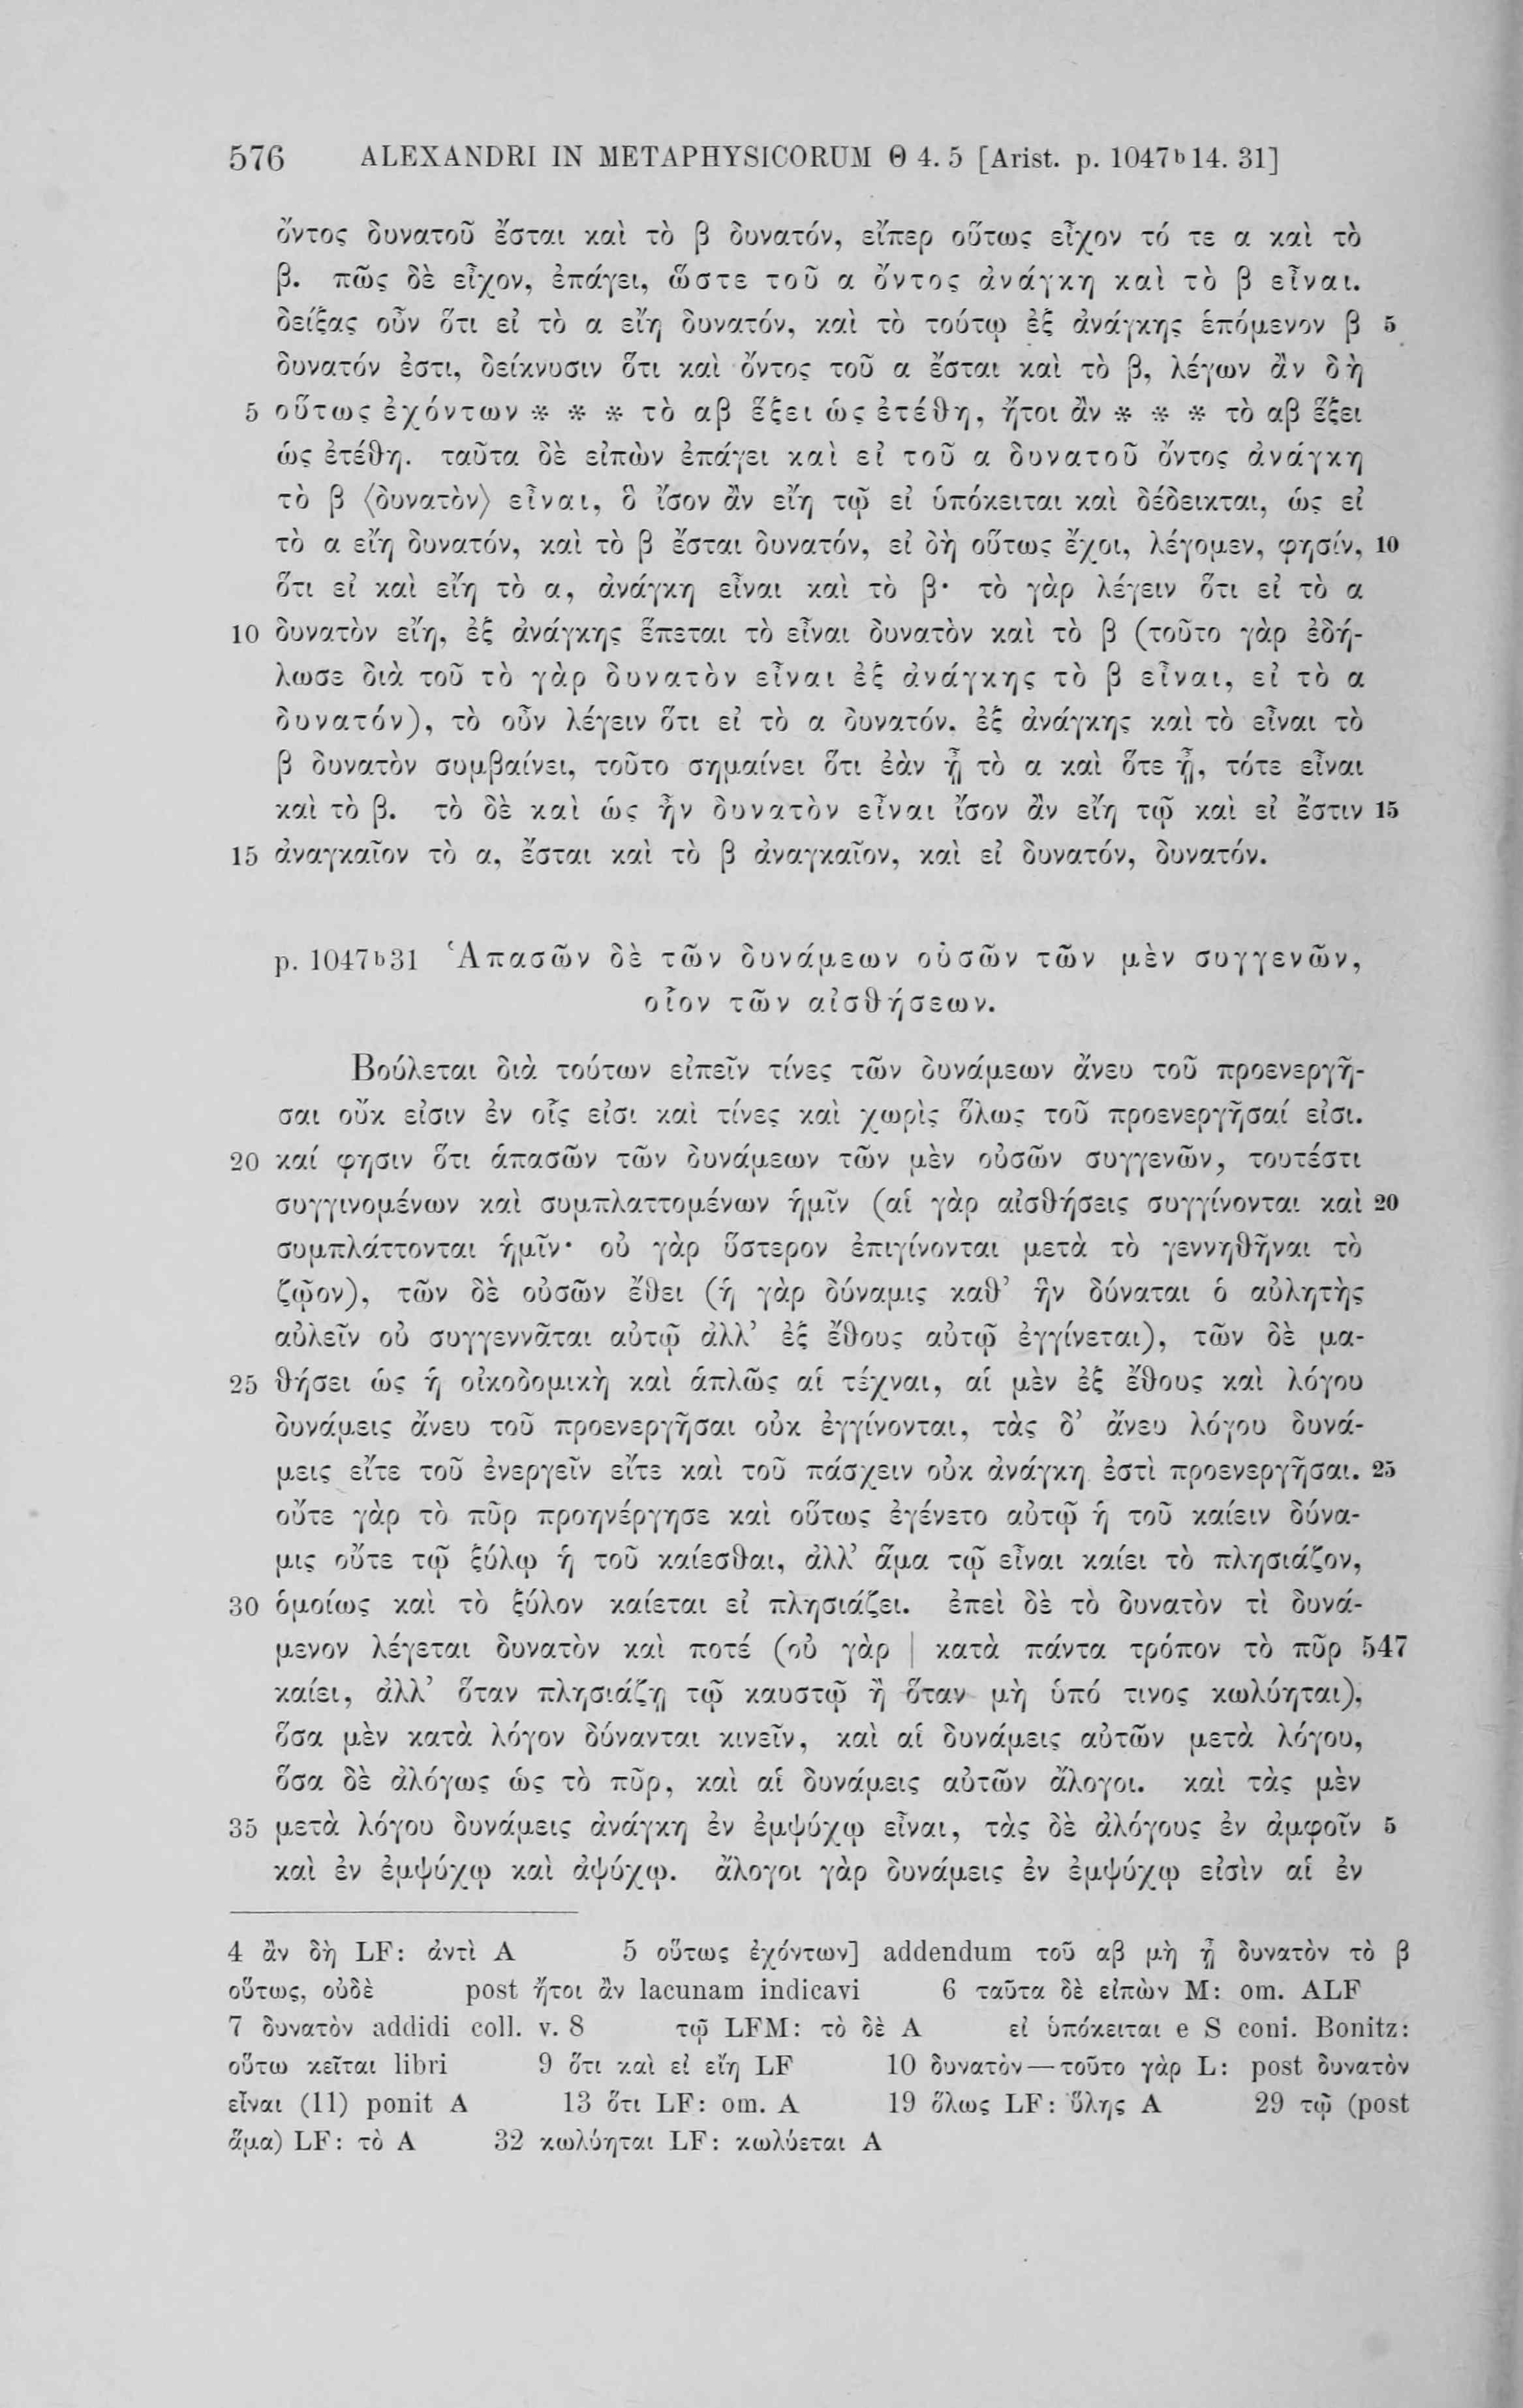 576 ALEXANDRI IN METAPHYSICORUM Θ 4. 5 [Arist. p. 1047ᵇ14. 31]
ὄντος δυνατοῦ ἔσται καὶ τὸ β δυνατόν, εἴπερ οὕτως εἶχον τό τε α καὶ τὸ
β. πῶς δὲ εἶχον, ἐπάγει, ὥστε τοῦ α ὄντος ἀνάγκη καὶ τὸ β εἶναι.
δείξας οὖν ὅτι εἰ τὸ α εἴη δυνατόν, καὶ τὸ τούτῳ ἐξ ἀνάγκης ἑπόμενον β 5
δυνατόν ἐστι, δείκνυσιν ὅτι καὶ ὄντος τοῦ α ἔσται καὶ τὸ β, λέγων ἂν δὴ
5 οὕτως ἐχόντων * * * τὸ αβ ἕξει ὡς ἐτέθη, ἤτοι ἂν * * * τὸ αβ ἕξει
ὡς ἐτέθη. ταῦτα δὲ εἰπὼν ἐπάγει καὶ εἰ τοῦ α δυνατοῦ ὄντος ἀνάγκη
τὸ β ⟨δυνατὸν⟩ εἶναι, ὃ ἴσον ἂν εἴη τῷ εἰ ὑπόκειται καὶ δέδεικται, ὡς εἰ
τὸ α εἴη δυνατόν, καὶ τὸ β ἔσται δυνατόν, εἰ δὴ οὕτως ἔχοι, λέγομεν, φησίν, 10
ὅτι εἰ καὶ εἴη τὸ α, ἀνάγκη εἶναι καὶ τὸ β· τὸ γὰρ λέγειν ὅτι εἰ τὸ α
10 δυνατὸν εἴη, ἐξ ἀνάγκης ἕπεται τὸ εἶναι δυνατὸν καὶ τὸ β (τοῦτο γὰρ ἐδή-
λωσε διὰ τοῦ τὸ γὰρ δυνατὸν εἶναι ἐξ ἀνάγκης τὸ β εἶναι, εἰ τὸ α
δυνατόν), τὸ οὖν λέγειν ὅτι εἰ τὸ α δυνατόν, ἐξ ἀνάγκης καὶ τὸ εἶναι τὸ
β δυνατὸν συμβαίνει, τοῦτο σημαίνει ὅτι ἐὰν ᾖ τὸ α καὶ ὅτε ᾖ, τότε εἶναι
καὶ τὸ β. τὸ δὲ καὶ ὡς ἦν δυνατὸν εἶναι ἴσον ἂν εἴη τῷ καὶ εἰ ἔστιν 15
15 ἀναγκαῖον τὸ α, ἔσται καὶ τὸ β ἀναγκαῖον, καὶ εἰ δυνατόν, δυνατόν.
p. 1047ᵇ31 Ἁπασῶν δὲ τῶν δυνάμεων οὐσῶν τῶν μὲν συγγενῶν,
οἷον τῶν αἰσθήσεων.
Βούλεται διὰ τούτων εἰπεῖν τίνες τῶν δυνάμεων ἄνευ τοῦ προενεργῆ-
σαι οὔκ εἰσιν ἐν οἷς εἰσι καὶ τίνες καὶ χωρὶς ὅλως τοῦ προενεργῆσαί εἰσι.
20 καί φησιν ὅτι ἁπασῶν τῶν δυνάμεων τῶν μὲν οὐσῶν συγγενῶν, τουτέστι
συγγινομένων καὶ συμπλαττομένων ἡμῖν (αἱ γὰρ αἰσθήσεις συγγίνονται καὶ 20
συμπλάττονται ἡμῖν· οὐ γὰρ ὕστερον ἐπιγίνονται μετὰ τὸ γεννηθῆναι τὸ
ζῷον), τῶν δὲ οὐσῶν ἔθει (ἡ γὰρ δύναμις καθ’ ἣν δύναται ὁ αὐλητὴς
αὐλεῖν οὐ συγγεννᾶται αὐτῷ ἀλλ’ ἐξ ἔθους αὐτῷ ἐγγίνεται), τῶν δὲ μα-
25 θήσει ὡς ἡ οἰκοδομικὴ καὶ ἁπλῶς αἱ τέχναι, αἱ μὲν ἐξ ἔθους καὶ λόγου
δυνάμεις ἄνευ τοῦ προενεργῆσαι οὐκ ἐγγίνονται, τὰς δ’ ἄνευ λόγου δυνά-
μεις εἴτε τοῦ ἐνεργεῖν εἴτε καὶ τοῦ πάσχειν οὐκ ἀνάγκη ἐστὶ προενεργῆσαι. 25
οὔτε γὰρ τὸ πῦρ προηνέργησε καὶ οὕτως ἐγένετο αὐτῷ ἡ τοῦ καίειν δύνα-
μις οὔτε τῷ ξύλῳ ἡ τοῦ καίεσθαι, ἀλλ’ ἅμα τῷ εἶναι καίει τὸ πλησιάζον,
30 ὁμοίως καὶ τὸ ξύλον καίεται εἰ πλησιάζει. ἐπεὶ δὲ τὸ δυνατὸν τὶ δυνά-
μενον λέγεται δυνατὸν καὶ ποτέ (οὐ γὰρ | κατὰ πάντα τρόπον τὸ πῦρ 547
καίει, ἀλλ’ ὅταν πλησιάζῃ τῷ καυστῷ ἢ ὅταν μὴ ὑπό τινος κωλύηται),
ὅσα μὲν κατὰ λόγον δύνανται κινεῖν, καὶ αἱ δυνάμεις αὐτῶν μετὰ λόγου,
ὅσα δὲ ἀλόγως ὡς τὸ πῦρ, καὶ αἱ δυνάμεις αὐτῶν ἄλογοι. καὶ τὰς μὲν
35 μετὰ λόγου δυνάμεις ἀνάγκη ἐν ἐμψύχῳ εἶναι, τὰς δὲ ἀλόγους ἐν ἀμφοῖν 5
καὶ ἐν ἐμψύχῳ καὶ ἀψύχῳ. ἄλογοι γὰρ δυνάμεις ἐν ἐμψύχῳ εἰσὶν αἱ ἐν
4 ἂν δὴ LF: ἀντὶ A 5 οὕτως ἐχόντων] addendum τοῦ αβ μὴ ᾖ δυνατὸν τὸ β
οὕτως, οὐδὲ post ἤτοι ἂν lacunam indicavi 6 ταῦτα δὲ εἰπὼν M: om. ALF
7 δυνατὸν addidi coll. v. 8 τῷ LFM: τὸ δὲ A εἰ ὑπόκειται e S coni. Bonitz:
οὕτω κεῖται libri 9 ὅτι καὶ εἰ εἴη LF 10 δυνατὸν — τοῦτο γὰρ L: post δυνατὸν
εἶναι (11) ponit A 13 ὅτι LF: om. A 19 ὅλως LF: ὕλης A 29 τῷ (post
ἅμα) LF: τὸ A 32 κωλύηται LF: κωλύεται A